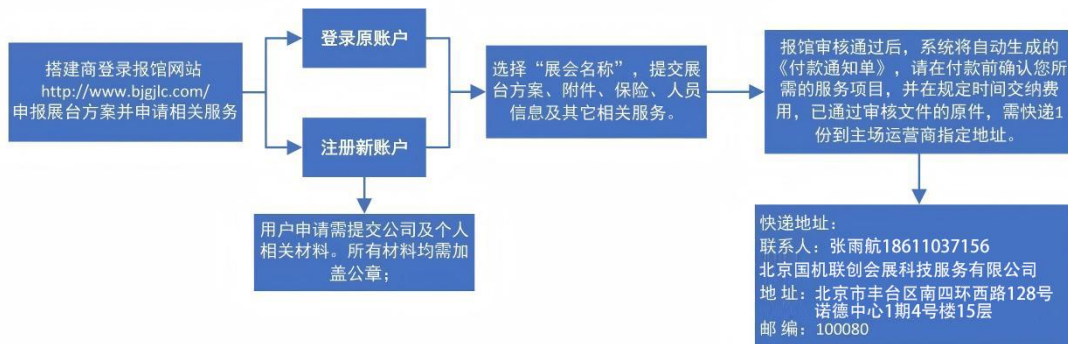 搭建商登录报馆网站
http://www.bjgjlc.com/
申报展台方案并申请相关服务
登录原账户
注册新账户
用户申请需提交公司及个人
相关材料。所有材料均需加
盖公章；
选择“展会名称”，提交展
台方案、附件、保险、人员
信息及其它相关服务。
报馆审核通过后，系统将自动生成的
《付款通知单》，请在付款前确认您所
需的服务项目，并在规定时间交纳费
用，已通过审核文件的原件，需快递1
份到主场运营商指定地址。
快递地址：
联系人：张雨航18611037156
北京国机联创会展科技服务有限公司
地 址：北京市丰台区南四环西路128号
诺德中心1期4号楼15层
邮 编：100080